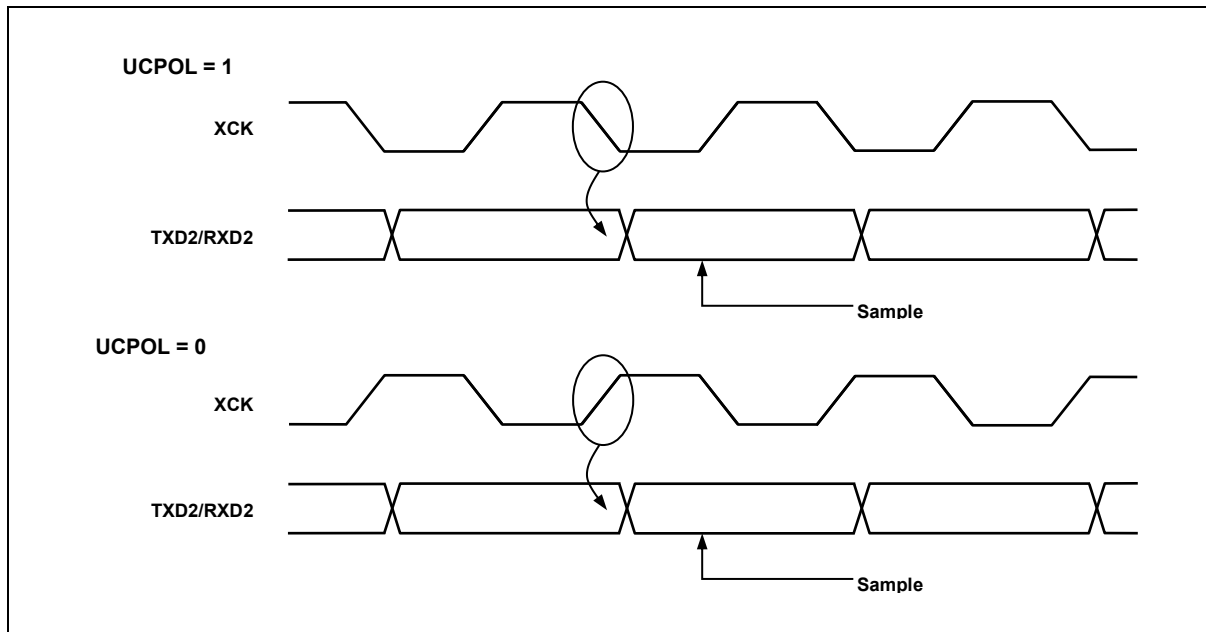 UCPOL = 1
XCK
TXD2/RXD2
Sample
UCPOL = 0
XCK
TXD2/RXD2
Sample